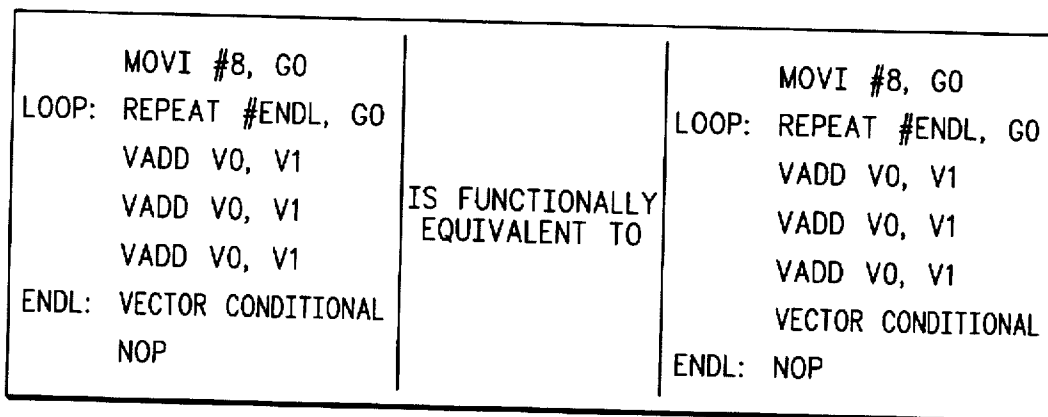 MOVI #8, G0
LOOP: REPEAT #ENDL, G0
VADD V0, V1
VADD V0, V1
VADD V0, V1
ENDL: VECTOR CONDITIONAL
NOP
IS FUNCTIONALLY
EQUIVALENT TO
MOVI #8, G0
LOOP: REPEAT #ENDL, G0
VADD V0, V1
VADD V0, V1
VADD V0, V1
VECTOR CONDITIONAL
ENDL: NOP